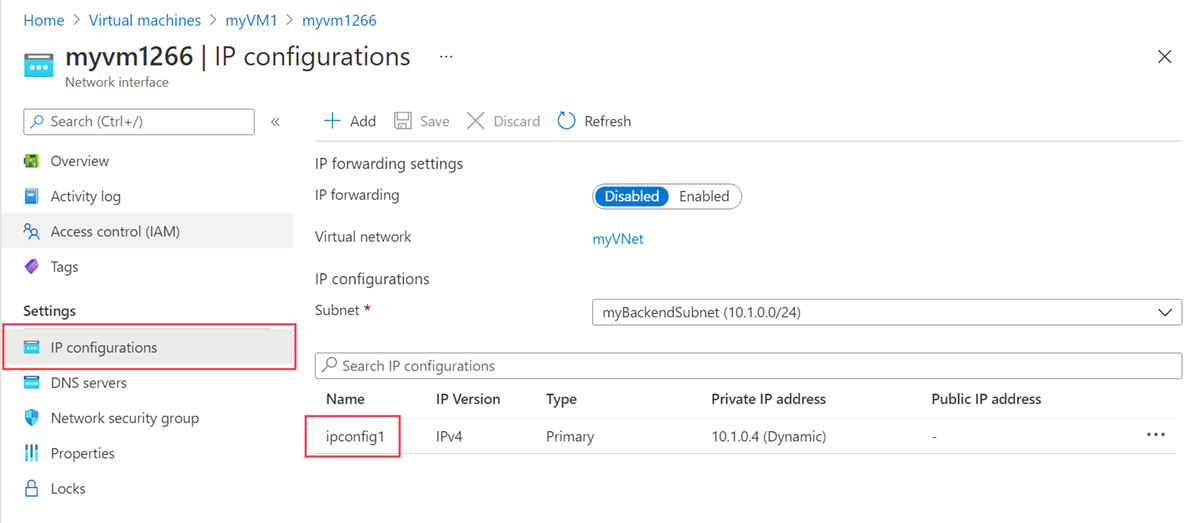 Home > Virtual machines > myVM1 > myvm1266
myvm1266 | IP configurations ...
Network interface
Search (Ctrl+/) «
Overview
Activity log
Access control (IAM)
Tags
Settings
IP configurations
DNS servers
Network security group
Properties
Locks
Add Save Discard Refresh
IP forwarding settings
IP forwarding Disabled Enabled
Virtual network myVNet
IP configurations
Subnet * myBackendSubnet (10.1.0.0/24)
Search IP configurations
Name IP Version Type Private IP address Public IP address
ipconfig1 IPv4 Primary 10.1.0.4 (Dynamic) - ...